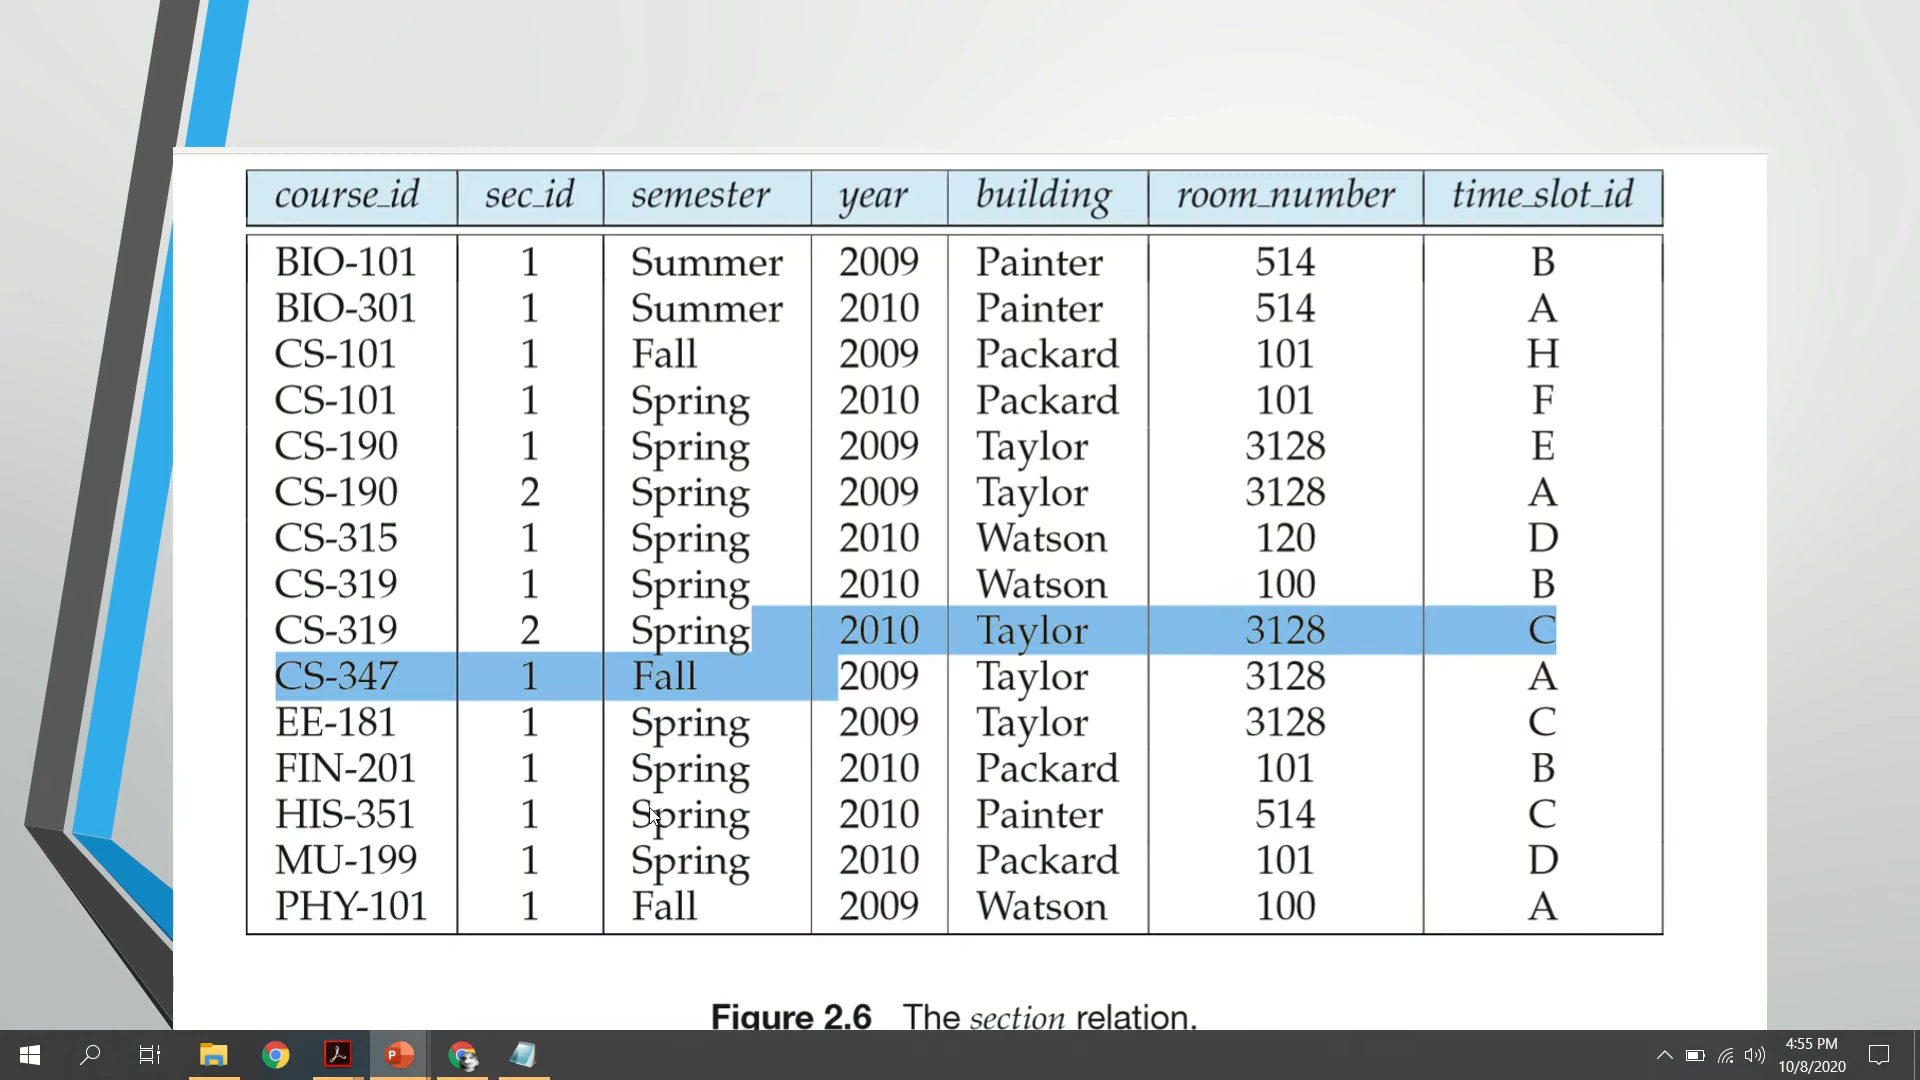 course_id sec_id semester year building room_number time_slot_id
BIO-101 1 Summer 2009 Painter 514 B
BIO-301 1 Summer 2010 Painter 514 A
CS-101 1 Fall 2009 Packard 101 H
CS-101 1 Spring 2010 Packard 101 F
CS-190 1 Spring 2009 Taylor 3128 E
CS-190 2 Spring 2009 Taylor 3128 A
CS-315 1 Spring 2010 Watson 120 D
CS-319 1 Spring 2010 Watson 100 B
CS-319 2 Spring 2010 Taylor 3128 C
CS-347 1 Fall 2009 Taylor 3128 A
EE-181 1 Spring 2009 Taylor 3128 C
FIN-201 1 Spring 2010 Packard 101 B
HIS-351 1 Spring 2010 Painter 514 C
MU-199 1 Spring 2010 Packard 101 D
PHY-101 1 Fall 2009 Watson 100 A
Figure 2.6 The section relation.
4:55 PM
10/8/2020